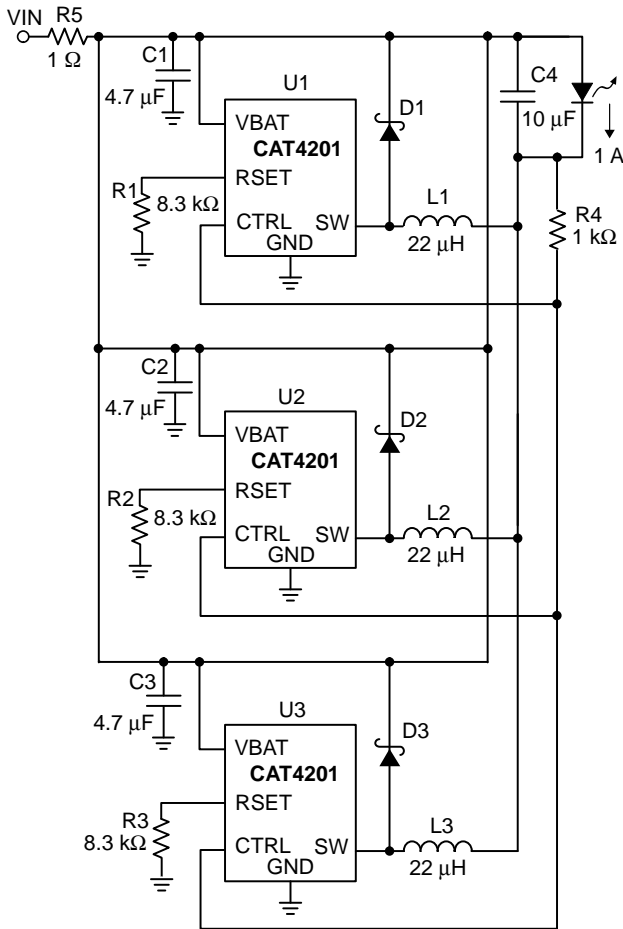 VIN
R5
1 Ω
C1
4.7 μF
U1
VBAT
CAT4201
RSET
CTRL
SW
GND
R1
8.3 kΩ
D1
L1
22 μH
C4
10 μF
1 A
R4
1 kΩ
C2
4.7 μF
U2
VBAT
CAT4201
RSET
CTRL
SW
GND
R2
8.3 kΩ
D2
L2
22 μH
C3
4.7 μF
U3
VBAT
CAT4201
RSET
CTRL
SW
GND
R3
8.3 kΩ
D3
L3
22 μH